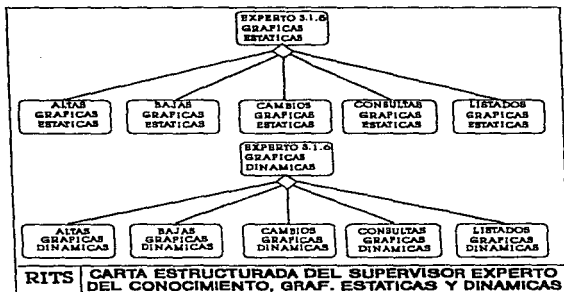 EXPERTO 3.1.6
GRAFICAS
ESTATICAS
ALTAS
GRAFICAS
ESTATICAS
BAJAS
GRAFICAS
ESTATICAS
CAMBIOS
GRAFICAS
ESTATICAS
CONSULTAS
GRAFICAS
ESTATICAS
LISTADOS
GRAFICAS
ESTATICAS
EXPERTO 3.1.6
GRAFICAS
DINAMICAS
ALTAS
GRAFICAS
DINAMICAS
BAJAS
GRAFICAS
DINAMICAS
CAMBIOS
GRAFICAS
DINAMICAS
CONSULTAS
GRAFICAS
DINAMICAS
LISTADOS
GRAFICAS
DINAMICAS
RITS
CARTA ESTRUCTURADA DEL SUPERVISOR EXPERTO
DEL CONOCIMIENTO, GRAF. ESTATICAS Y DINAMICAS